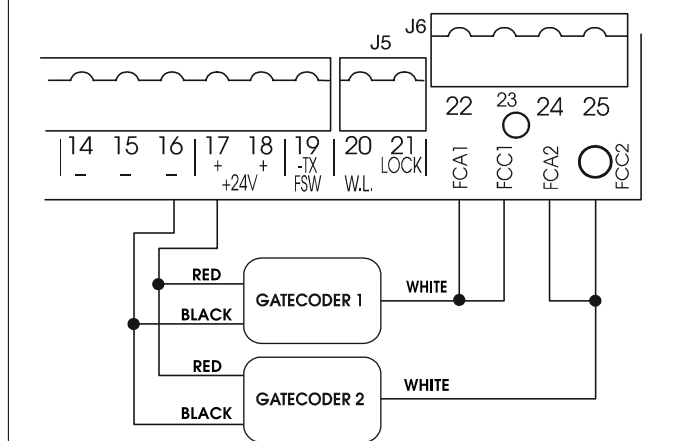 J6
J5
22 23 24 25
14 15 16 17 18 19 20 21
- - - + + -TX LOCK
+24V FSW W.L.
FCA1 FCC1 FCA2 FCC2
RED
GATECODER 1
WHITE
BLACK
RED
GATECODER 2
WHITE
BLACK